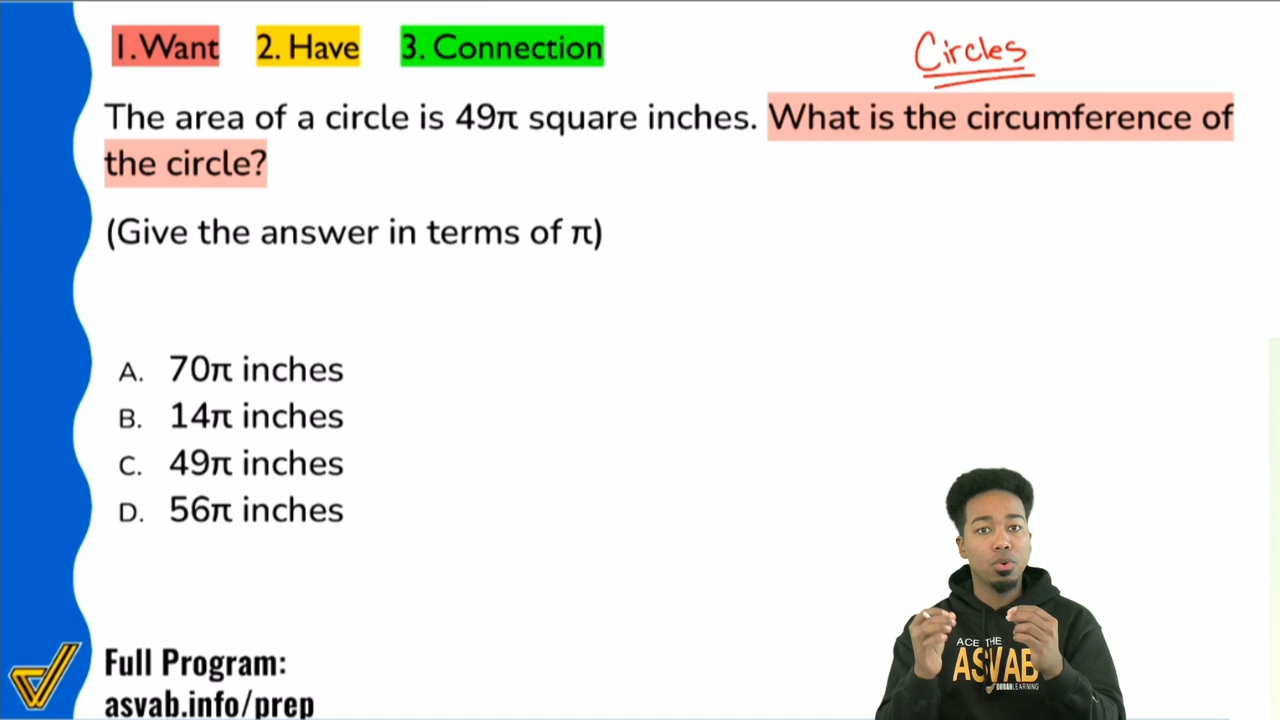 1. Want 2. Have 3. Connection
Circles
The area of a circle is 49π square inches. What is the circumference of
the circle?
(Give the answer in terms of π)
A. 70π inches
B. 14π inches
C. 49π inches
D. 56π inches
ACE THE
ASVAB
DURANLEARNING
Full Program:
asvab.info/prep